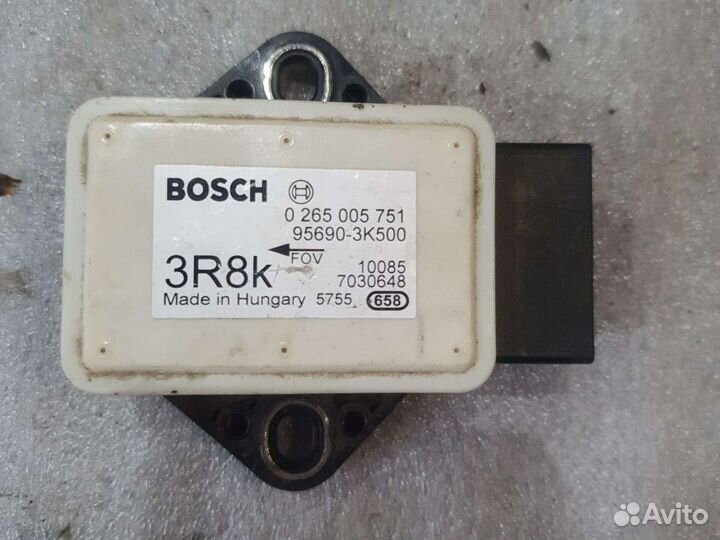 BOSCH
0 265 005 751
95690-3K500
FOV
3R8k
10085
7030648
Made in Hungary 5755 658
Avito